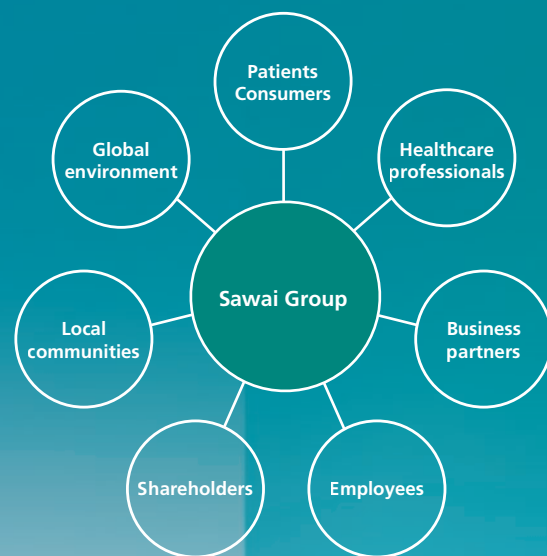 Patients
Consumers
Global
environment
Healthcare
professionals
Sawai Group
Local
communities
Business
partners
Shareholders
Employees